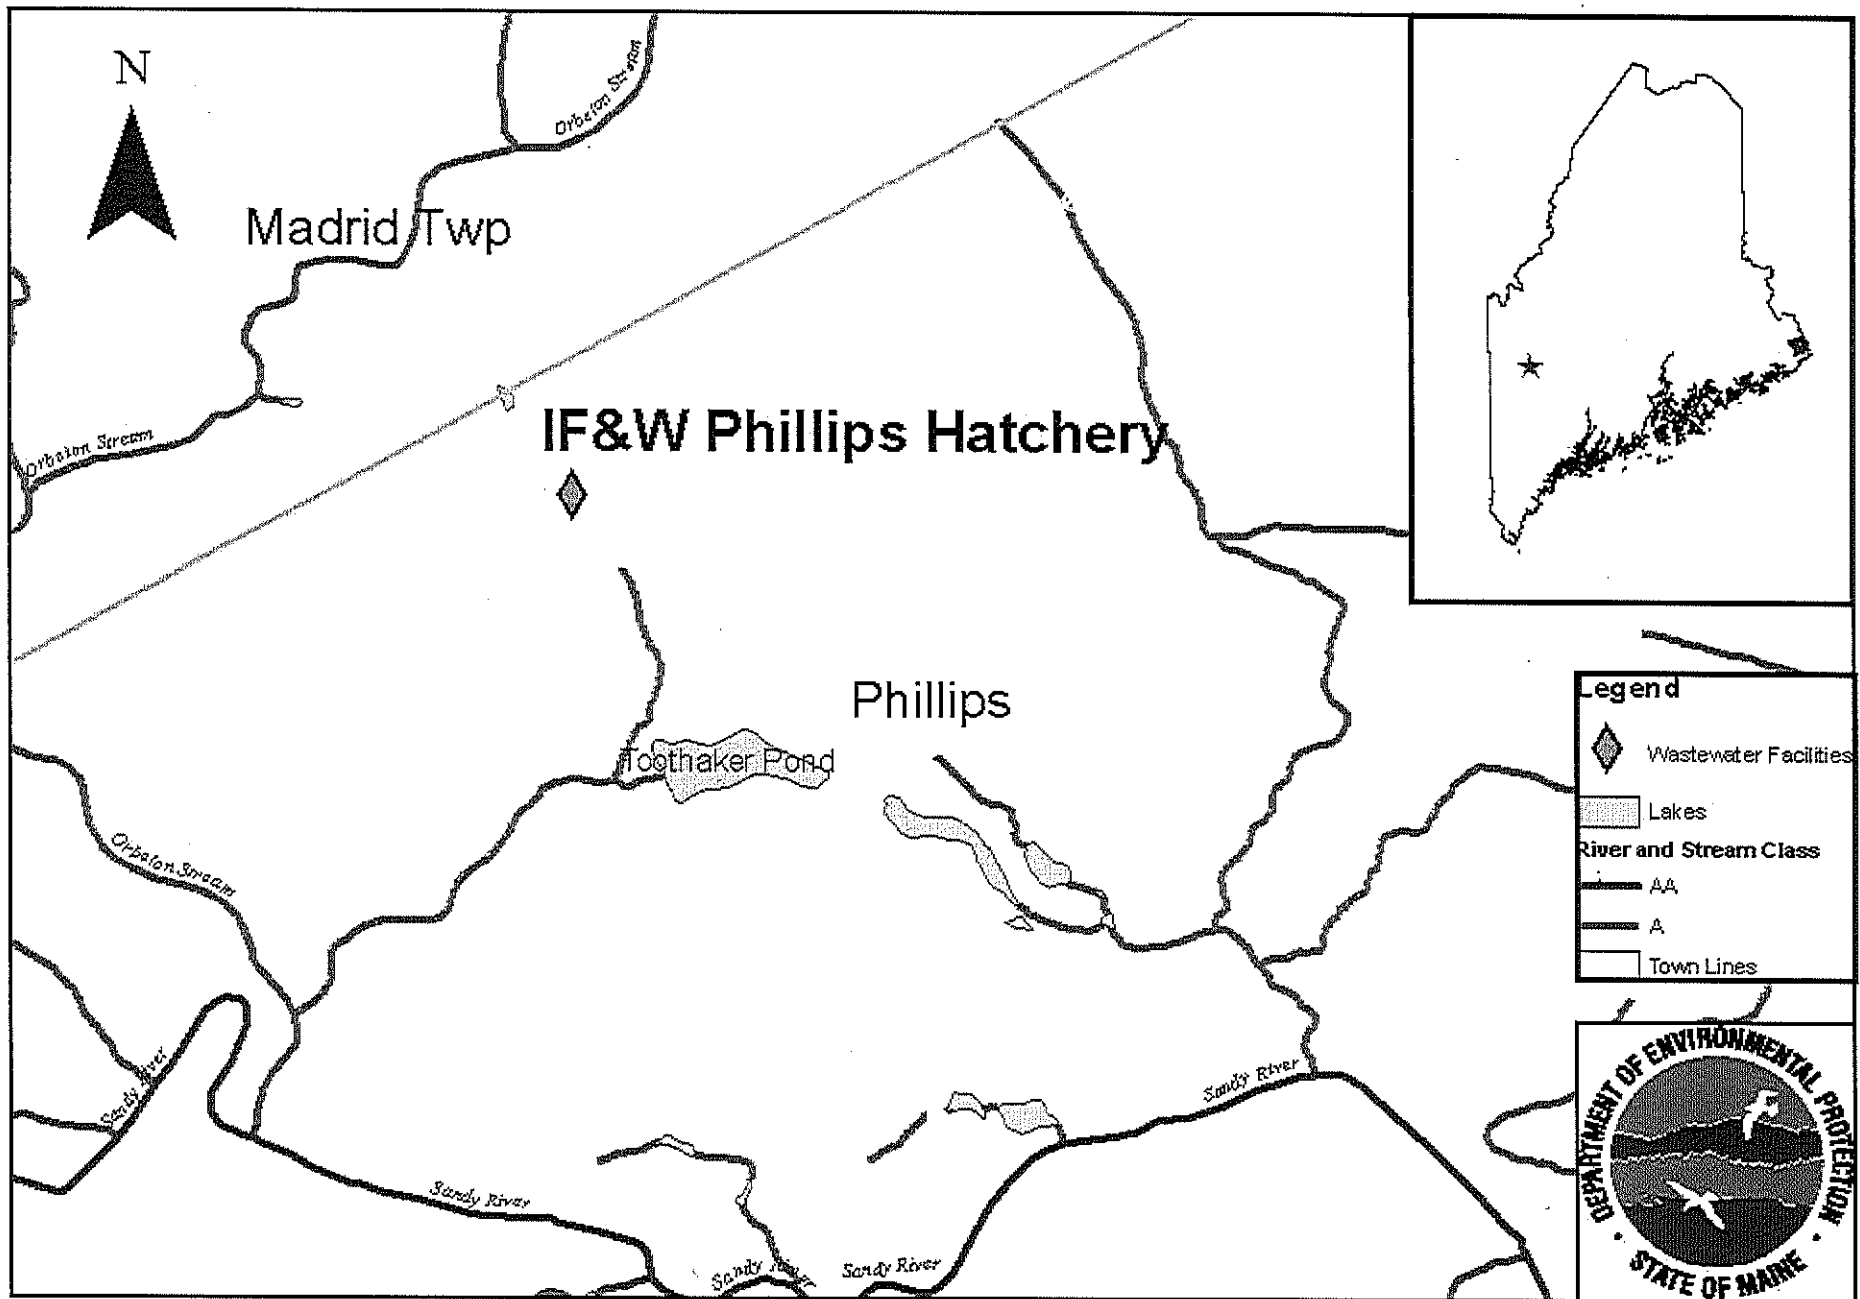 N
Orbeton Stream
Madrid Twp
IF&W Phillips Hatchery
Orbeton Stream
Phillips
Toothaker Pond
Orbeton Stream
Sandy River
Sandy River
Sandy River
Sandy River
Sandy River
Legend
Wastewater Facilities
Lakes
River and Stream Class
AA
A
Town Lines
DEPARTMENT OF ENVIRONMENTAL PROTECTION
STATE OF MAINE